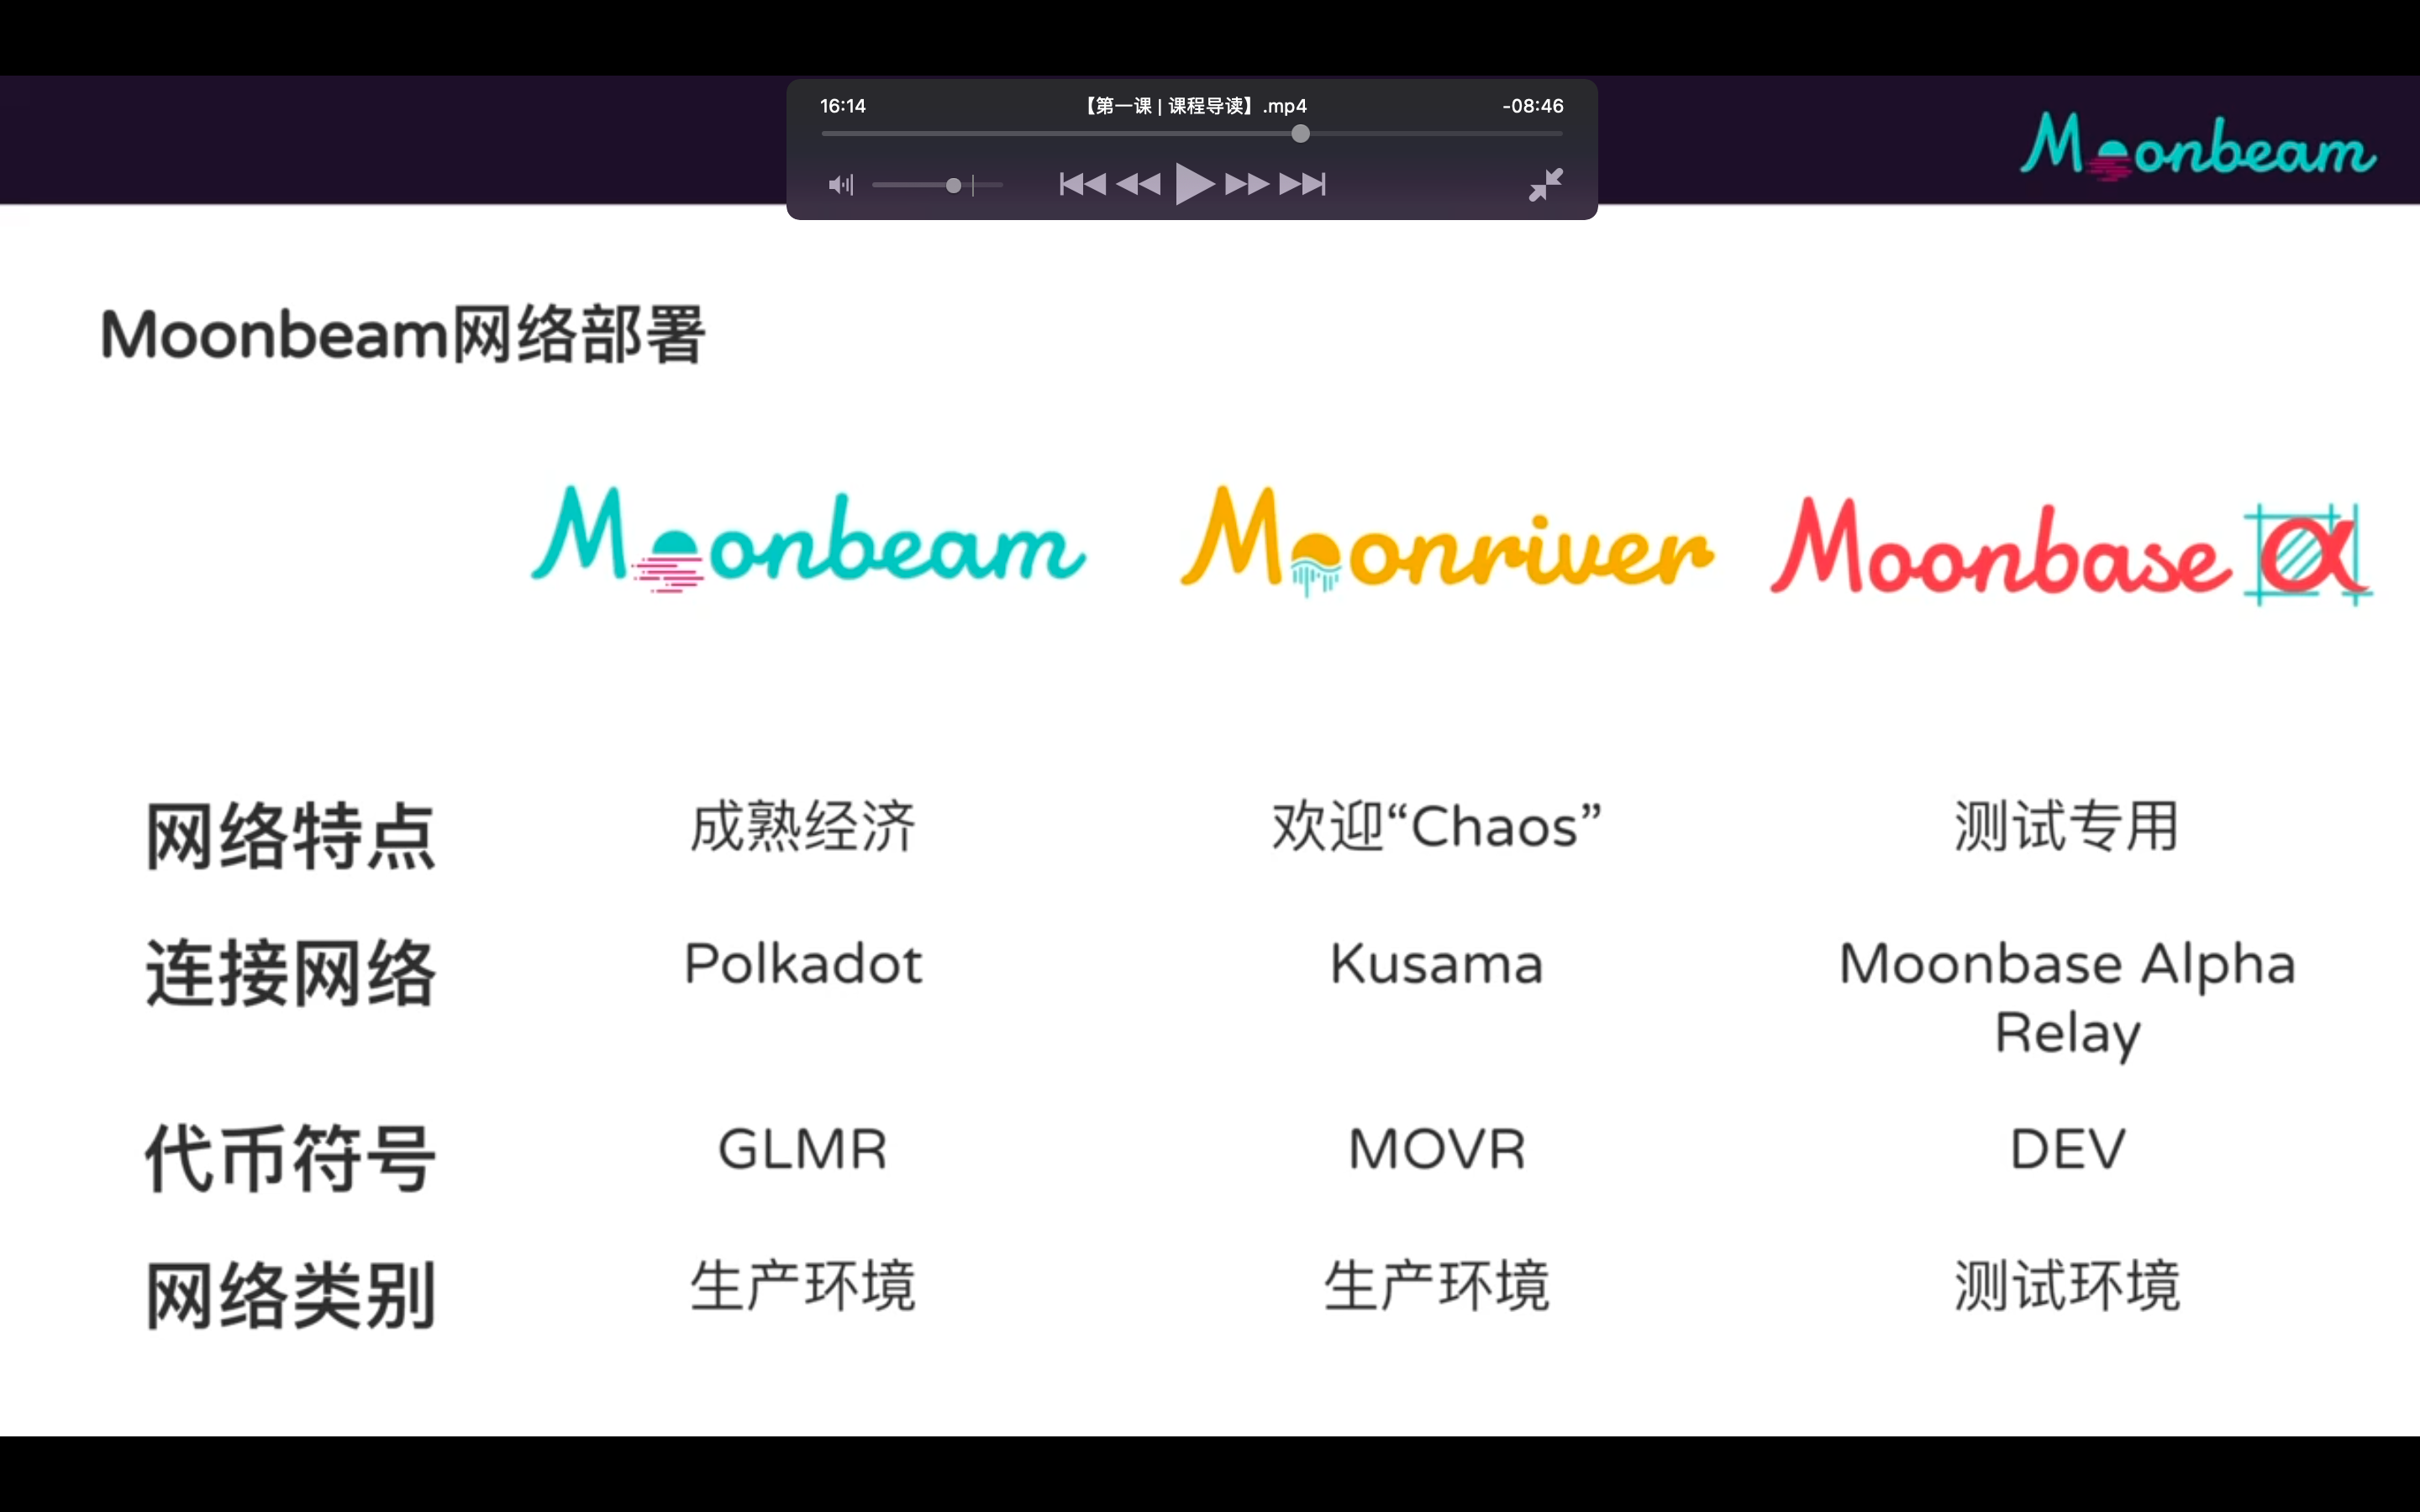 16:14
【第一课 | 课程导读】.mp4
-08:46
Moonbeam
Moonbeam网络部署
Moonbeam Moonriver Moonbase α
网络特点 成熟经济 欢迎“Chaos” 测试专用
连接网络 Polkadot Kusama Moonbase Alpha
Relay
代币符号 GLMR MOVR DEV
网络类别 生产环境 生产环境 测试环境